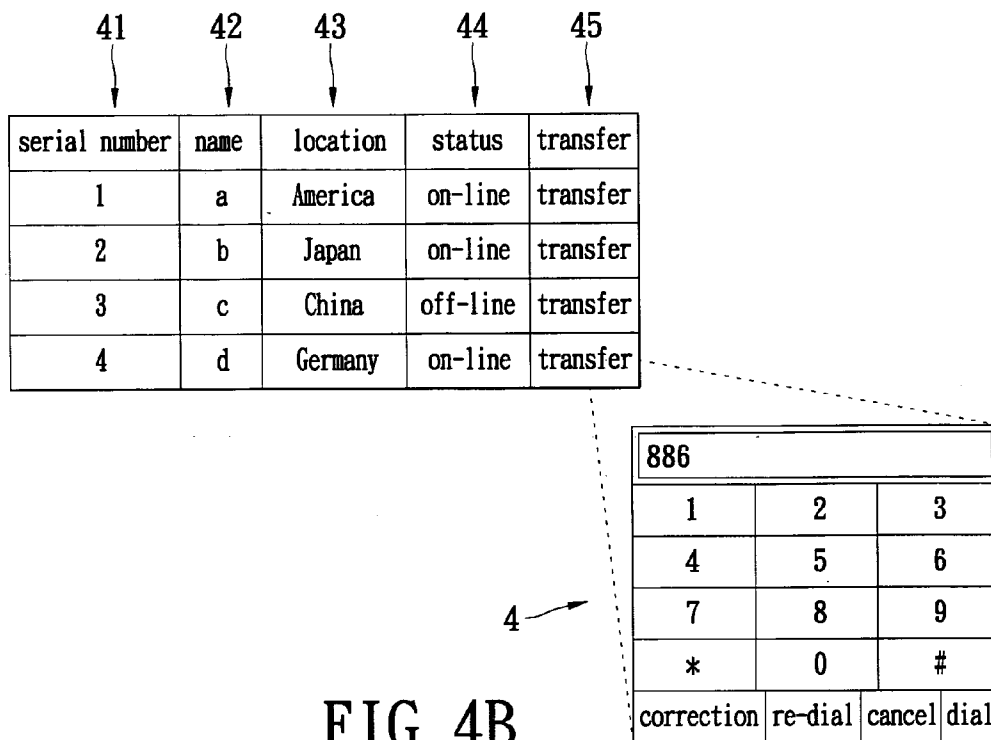 41 42 43 44 45
serial number name location status transfer
1 a America on-line transfer
2 b Japan on-line transfer
3 c China off-line transfer
4 d Germany on-line transfer
886
1 2 3
4 5 6
4
7 8 9
* 0 #
correction re-dial cancel dial
FIG 4B